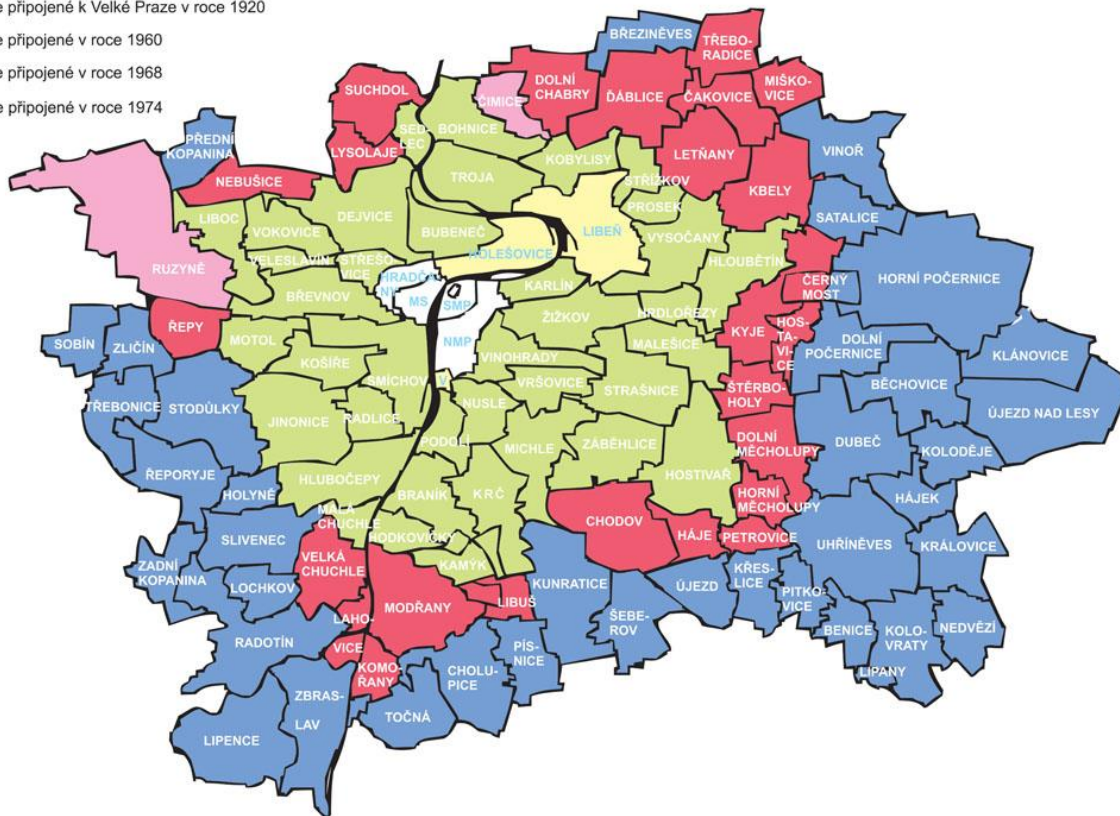 e připojené k Velké Praze v roce 1920
e připojené v roce 1960
e připojené v roce 1968
e připojené v roce 1974
BŘEZINĚVES
TŘEBO-
RADICE
DOLNÍ
CHABRY
ĎÁBLICE
ČAKOVICE
MIŠKO-
VICE
SUCHDOL
ČIMICE
SED-
LEC
BOHNICE
PŘEDNÍ
KOPANINA
LYSOLAJE
KOBYLISY
LETŇANY
VINOŘ
NEBUŠICE
TROJA
STŘÍŽKOV
KBELY
LIBOC
VOKOVICE
DEJVICE
BUBENEČ
LIBEŇ
PROSEK
VYSOČANY
SATALICE
RUZYNĚ
VELESLAVÍN
STŘEŠO-
VICE
HOLEŠOVICE
HLOUBĚTÍN
HORNÍ POČERNICE
BŘEVNOV
HRADČA-
NY
MS
SMP
KARLÍN
ČERNÝ
MOST
ŘEPY
ŽIŽKOV
HRDLOŘEZY
KYJE
HOS-
TA-
VI-
CE
DOLNÍ
POČERNICE
SOBÍN
ZLIČÍN
MOTOL
NMP
MALEŠICE
KLÁNOVICE
KOŠÍŘE
VINOHRADY
SMÍCHOV
V
VRŠOVICE
STRAŠNICE
ŠTĚRBO-
HOLY
BĚCHOVICE
TŘEBONICE
STODŮLKY
JINONICE
RADLICE
NUSLE
ÚJEZD NAD LESY
PODOLÍ
MICHLE
ZÁBĚHLICE
DOLNÍ
MĚCHOLUPY
DUBEČ
KOLODĚJE
ŘEPORYJE
HLUBOČEPY
HOSTIVAŘ
HOLYNĚ
BRANÍK
KRČ
HORNÍ
MĚCHOLUPY
HÁJEK
MALÁ
CHUCHLE
CHODOV
SLIVENEC
HODKOVIČKY
HÁJE
PETROVICE
UHŘÍNĚVES
KRÁLOVICE
ZADNÍ
KOPANINA
VELKÁ
CHUCHLE
KAMÝK
LOCHKOV
KUNRATICE
ÚJEZD
KŘES-
LICE
PITKO-
VICE
MODŘANY
LIBUŠ
LAHO-
VICE
ŠEBE-
ROV
BENICE
KOLO-
VRATY
NEDVĚZÍ
RADOTÍN
PÍS-
NICE
KOMO-
ŘANY
CHOLU-
PICE
LIPANY
ZBRAS-
LAV
TOČNÁ
LIPENCE